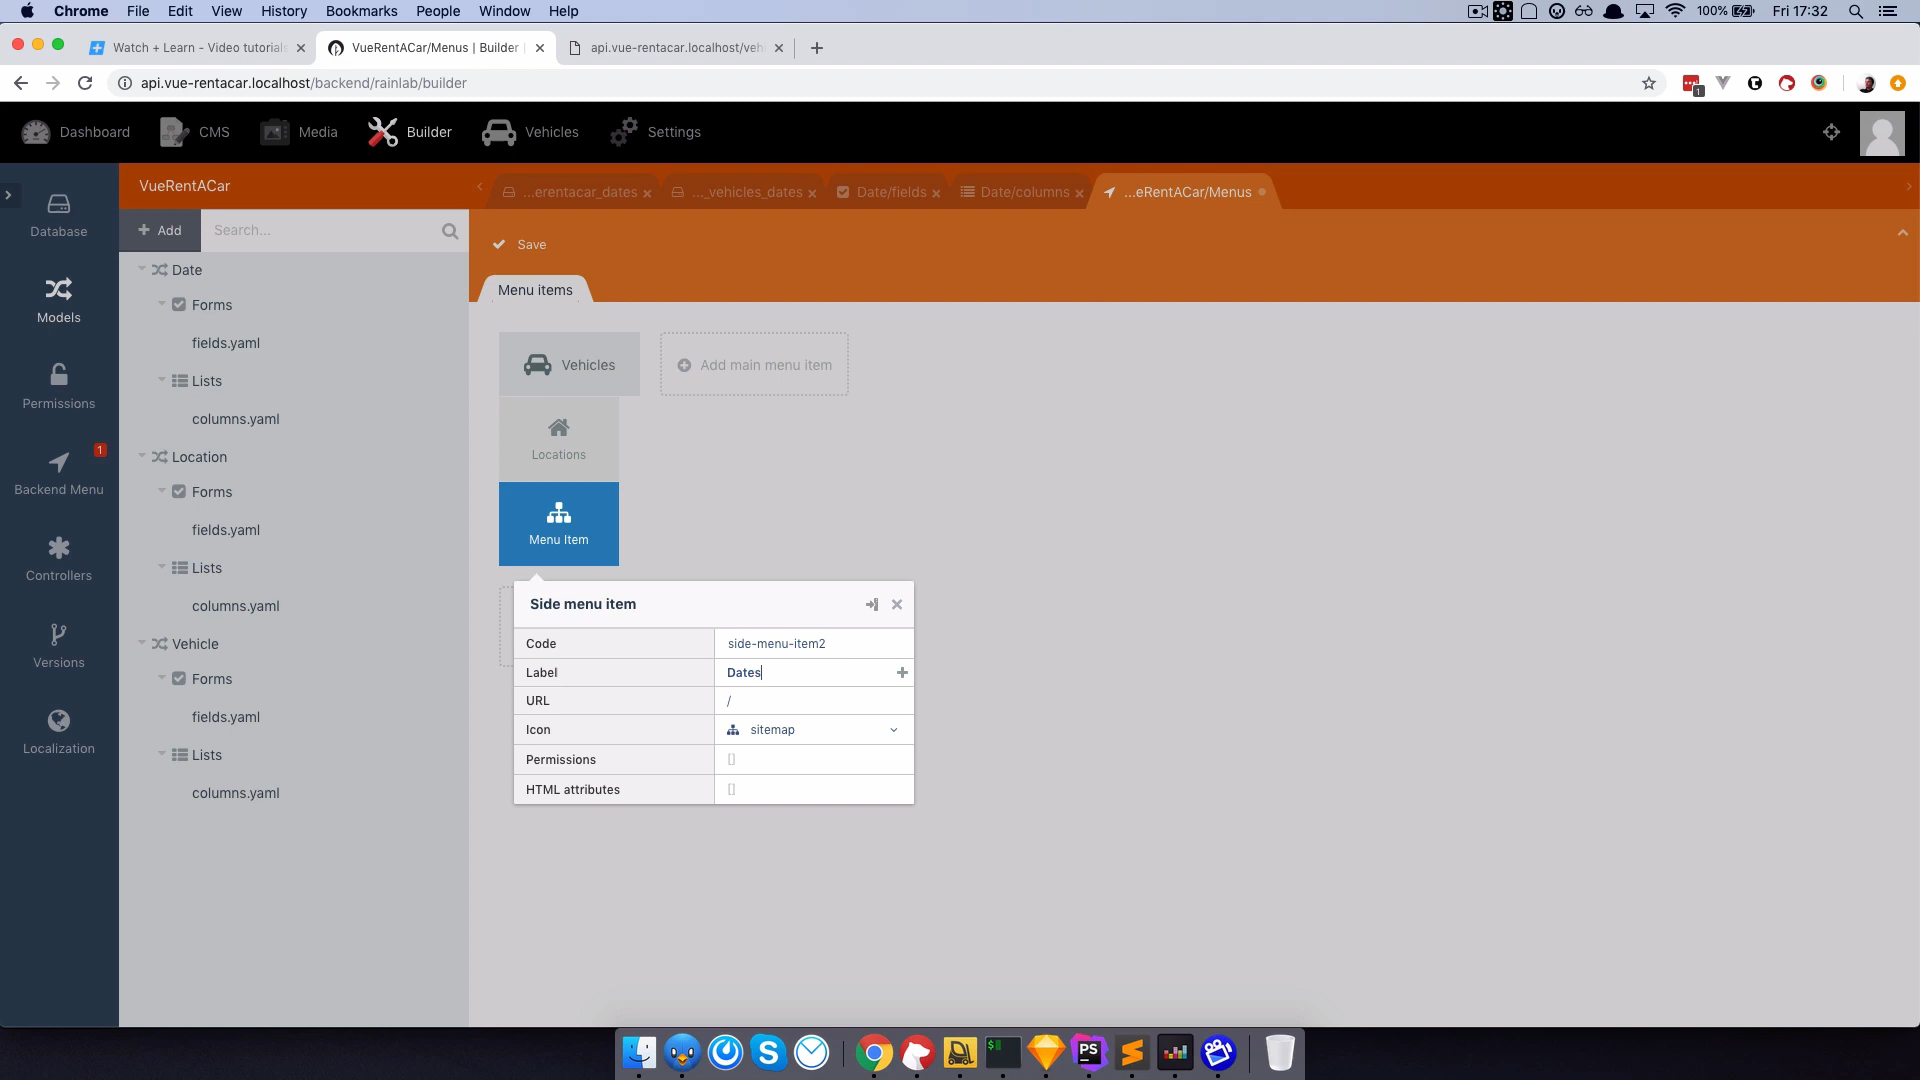 Chrome File Edit View History Bookmarks People Window Help 100% Fri 17:32
Watch + Learn - Video tutorials VueRentACar/Menus | Builder api.vue-rentacar.localhost/veh
api.vue-rentacar.localhost/backend/rainlab/builder 1
Dashboard CMS Media Builder Vehicles Settings
VueRentACar ...erentacar_dates ..._vehicles_dates Date/fields Date/columns ...eRentACar/Menus
Add Search...
Save
Menu items
Database
Models
Permissions
1
Backend Menu
Controllers
Versions
Localization
Date
Forms
fields.yaml
Lists
columns.yaml
Location
Forms
fields.yaml
Lists
columns.yaml
Vehicle
Forms
fields.yaml
Lists
columns.yaml
Vehicles Add main menu item
Locations
Menu Item
Side menu item
Code side-menu-item2
Label Dates
URL /
Icon sitemap
Permissions []
HTML attributes []
$
PS